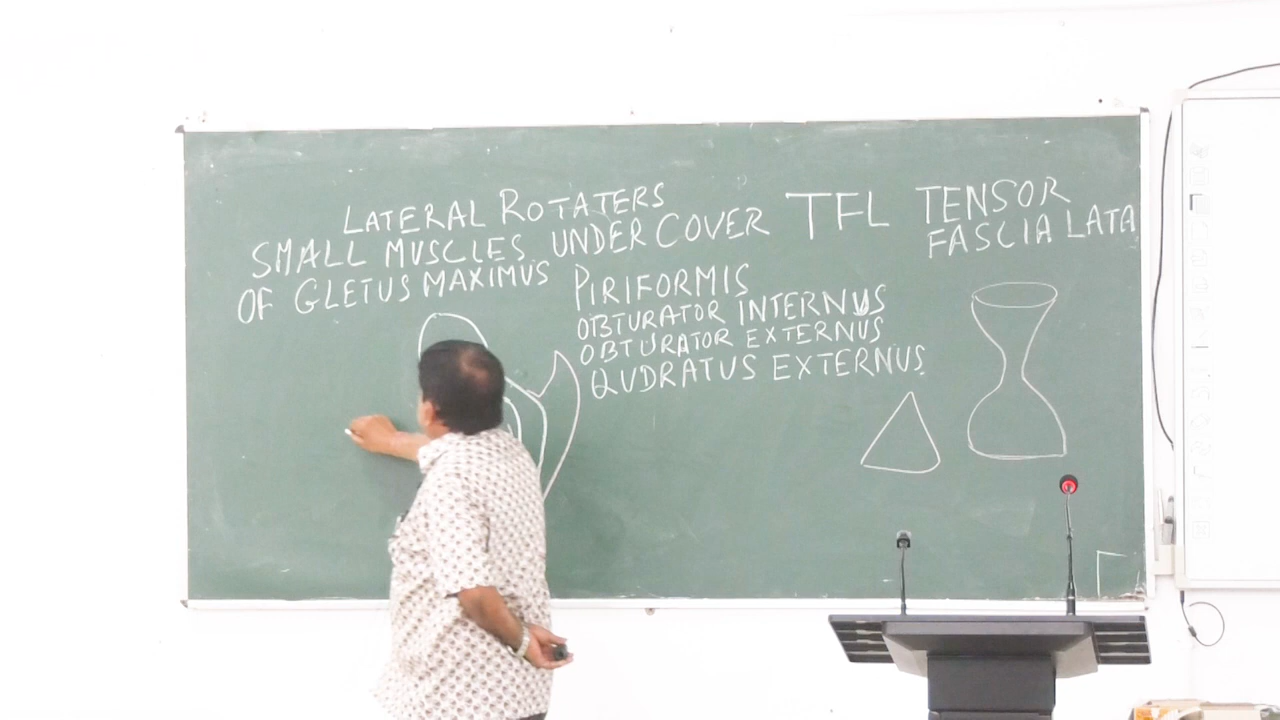 LATERAL ROTATERS
SMALL MUSCLES UNDER COVER
OF GLETUS MAXIMUS
PIRIFORMIS
OBTURATOR INTERNUS
OBTURATOR EXTERNUS
QUDRATUS EXTERNUS
TFL
TENSOR
FASCIA LATA